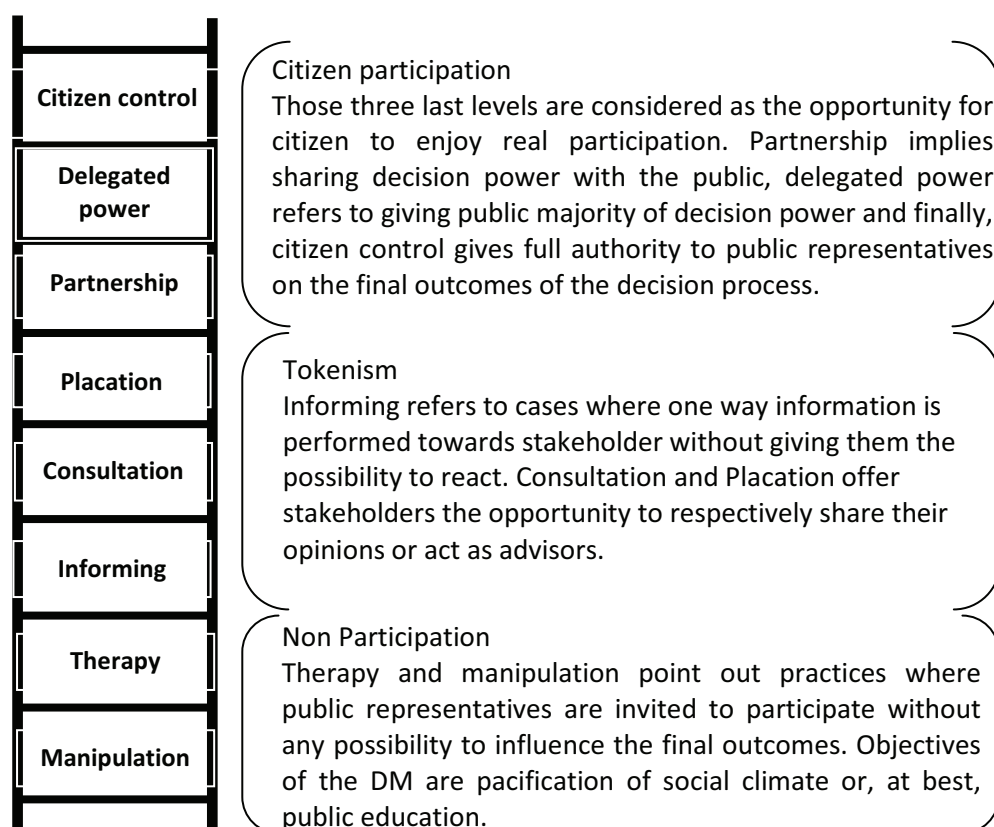 Citizen control
Delegated
power
Partnership
Placation
Consultation
Informing
Therapy
Manipulation
Citizen participation
Those three last levels are considered as the opportunity for
citizen to enjoy real participation. Partnership implies
sharing decision power with the public, delegated power
refers to giving public majority of decision power and finally,
citizen control gives full authority to public representatives
on the final outcomes of the decision process.
Tokenism
Informing refers to cases where one way information is
performed towards stakeholder without giving them the
possibility to react. Consultation and Placation offer
stakeholders the opportunity to respectively share their
opinions or act as advisors.
Non Participation
Therapy and manipulation point out practices where
public representatives are invited to participate without
any possibility to influence the final outcomes. Objectives
of the DM are pacification of social climate or, at best,
public education.